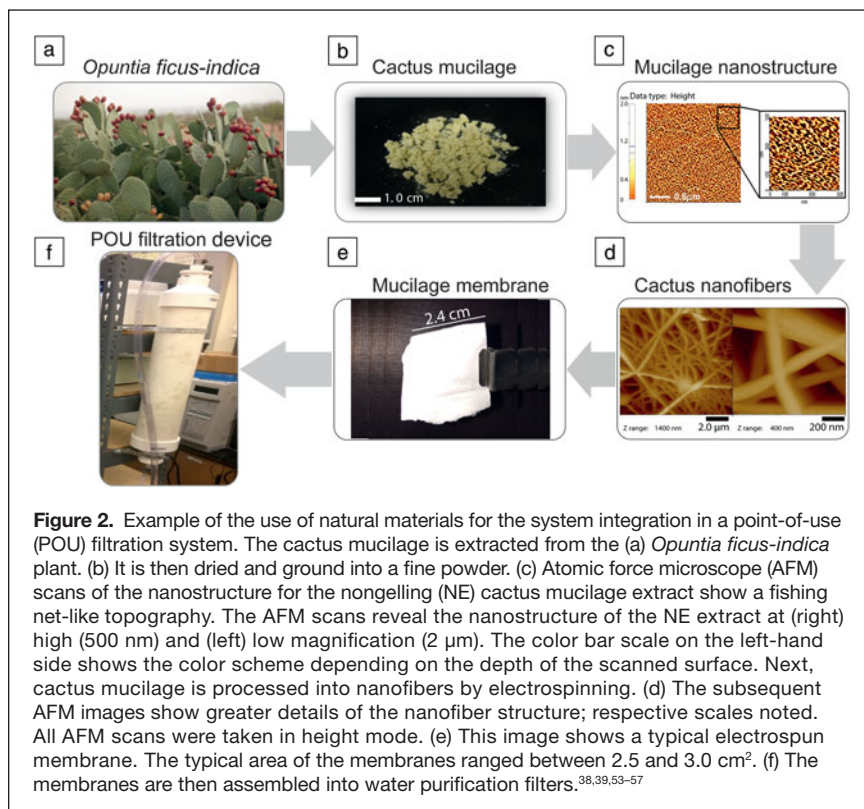 a
Opuntia ficus-indica
b
Cactus mucilage
1.0 cm
c
Mucilage nanostructure
nm Data type: Height
2.0
1.2
0.4
0
0.6μm
f
POU filtration device
e
Mucilage membrane
2.4 cm
d
Cactus nanofibers
Z range: 1400 nm
2.0 μm
Z range: 400 nm
200 nm
Figure 2. Example of the use of natural materials for the system integration in a point-of-use
(POU) filtration system. The cactus mucilage is extracted from the (a) Opuntia ficus-indica
plant. (b) It is then dried and ground into a fine powder. (c) Atomic force microscope (AFM)
scans of the nanostructure for the nongelling (NE) cactus mucilage extract show a fishing
net-like topography. The AFM scans reveal the nanostructure of the NE extract at (right)
high (500 nm) and (left) low magnification (2 μm). The color bar scale on the left-hand
side shows the color scheme depending on the depth of the scanned surface. Next,
cactus mucilage is processed into nanofibers by electrospinning. (d) The subsequent
AFM images show greater details of the nanofiber structure; respective scales noted.
All AFM scans were taken in height mode. (e) This image shows a typical electrospun
membrane. The typical area of the membranes ranged between 2.5 and 3.0 cm². (f) The
membranes are then assembled into water purification filters.³⁸,³⁹,⁵³–⁵⁷